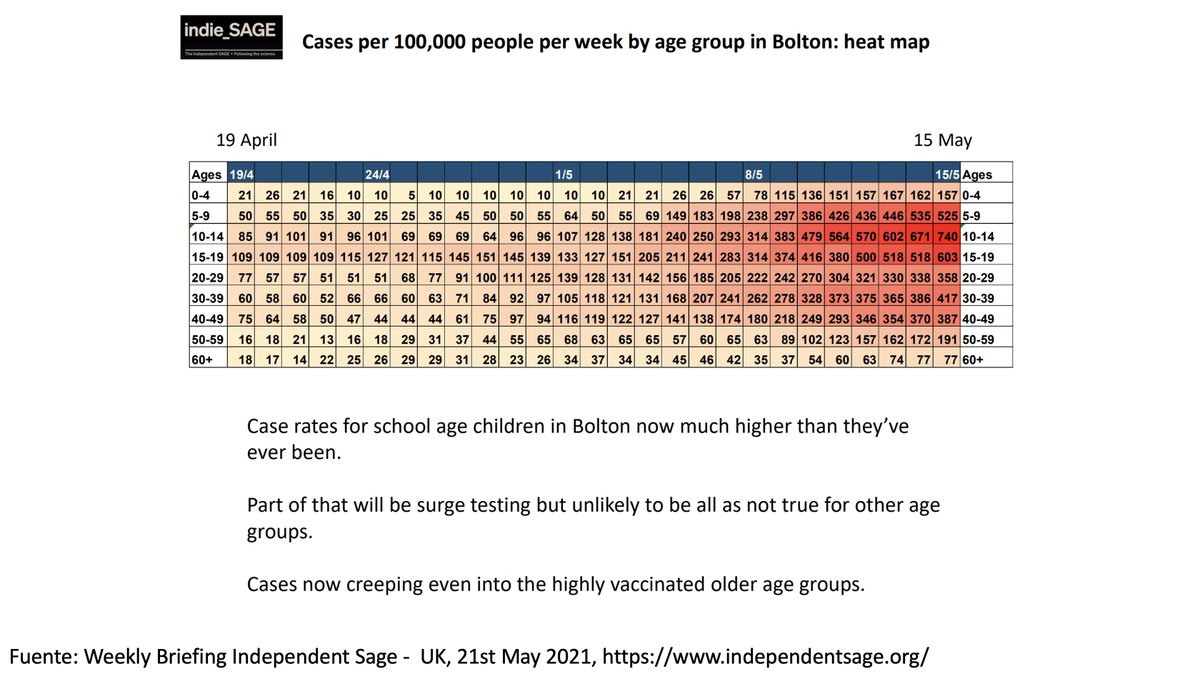 indie_SAGE
The Independent SAGE • Following the science
Cases per 100,000 people per week by age group in Bolton: heat map
19 April 15 May
Ages 19/4 24/4 1/5 8/5 15/5 Ages
0-4 21 26 21 16 10 10 5 10 10 10 10 10 10 10 21 21 26 26 57 78 115 136 151 157 167 162 157 0-4
5-9 50 55 50 35 30 25 25 35 45 50 50 55 64 50 55 69 149 183 198 238 297 386 426 436 446 535 525 5-9
10-14 85 91 101 91 96 101 69 69 69 64 96 96 107 128 138 181 240 250 293 314 383 479 564 570 602 671 740 10-14
15-19 109 109 109 109 115 127 121 115 145 151 145 139 133 127 151 205 211 241 283 314 374 416 380 500 518 518 603 15-19
20-29 77 57 57 51 51 51 68 77 91 100 111 125 139 128 131 142 156 185 205 222 242 270 304 321 330 338 358 20-29
30-39 60 58 60 52 66 66 60 63 71 84 92 97 105 118 121 131 168 207 241 262 278 328 373 375 365 386 417 30-39
40-49 75 64 58 50 47 44 44 44 61 75 97 94 116 119 122 127 141 138 174 180 218 249 293 346 354 370 387 40-49
50-59 16 18 21 13 16 18 29 31 37 44 55 65 68 63 65 65 57 60 65 63 89 102 123 157 162 172 191 50-59
60+ 18 17 14 22 25 26 29 29 31 28 23 26 34 37 34 34 45 46 42 35 37 54 60 63 74 77 77 60+
Case rates for school age children in Bolton now much higher than they’ve
ever been.
Part of that will be surge testing but unlikely to be all as not true for other age
groups.
Cases now creeping even into the highly vaccinated older age groups.
Fuente: Weekly Briefing Independent Sage - UK, 21st May 2021, https://www.independentsage.org/